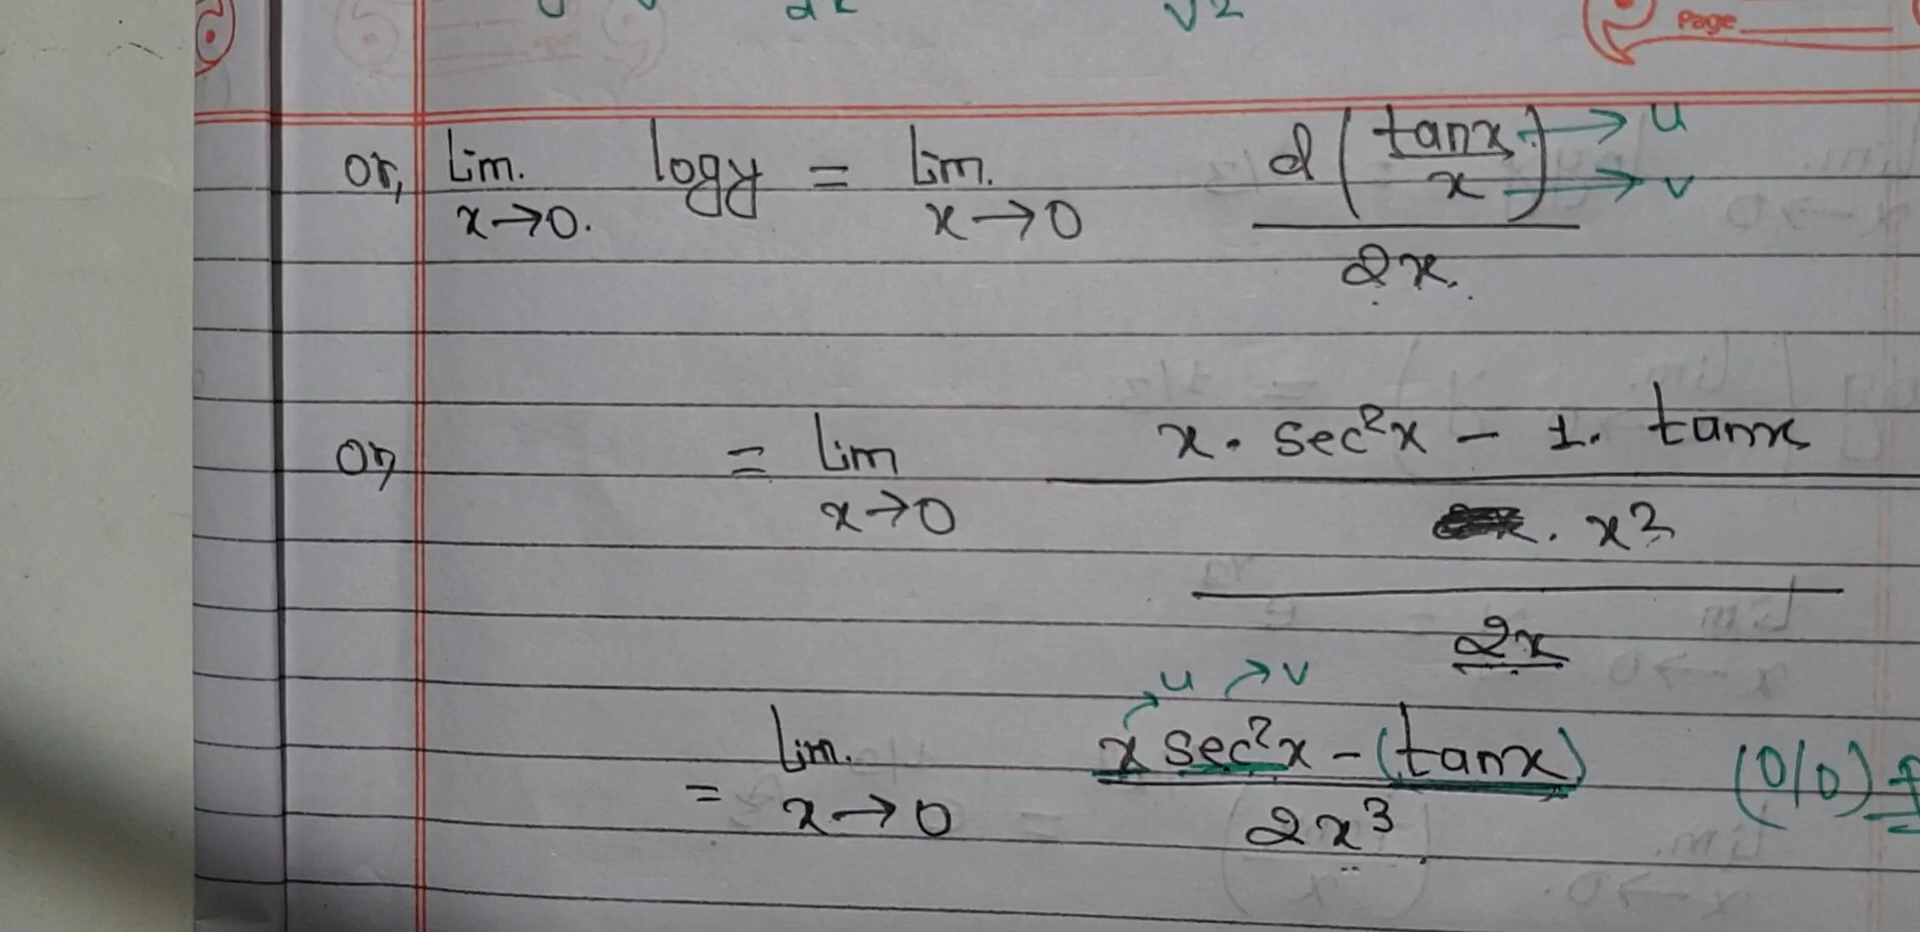 Page
or, lim. x→0. logy = lim. x→0 d(tanx/x) → u → v / 2x.
or, = lim x→0 x. sec²x - 1. tanx / . x² / 2x
u → v
= lim. x→0 x sec²x - (tanx) / 2x³ (0/0)